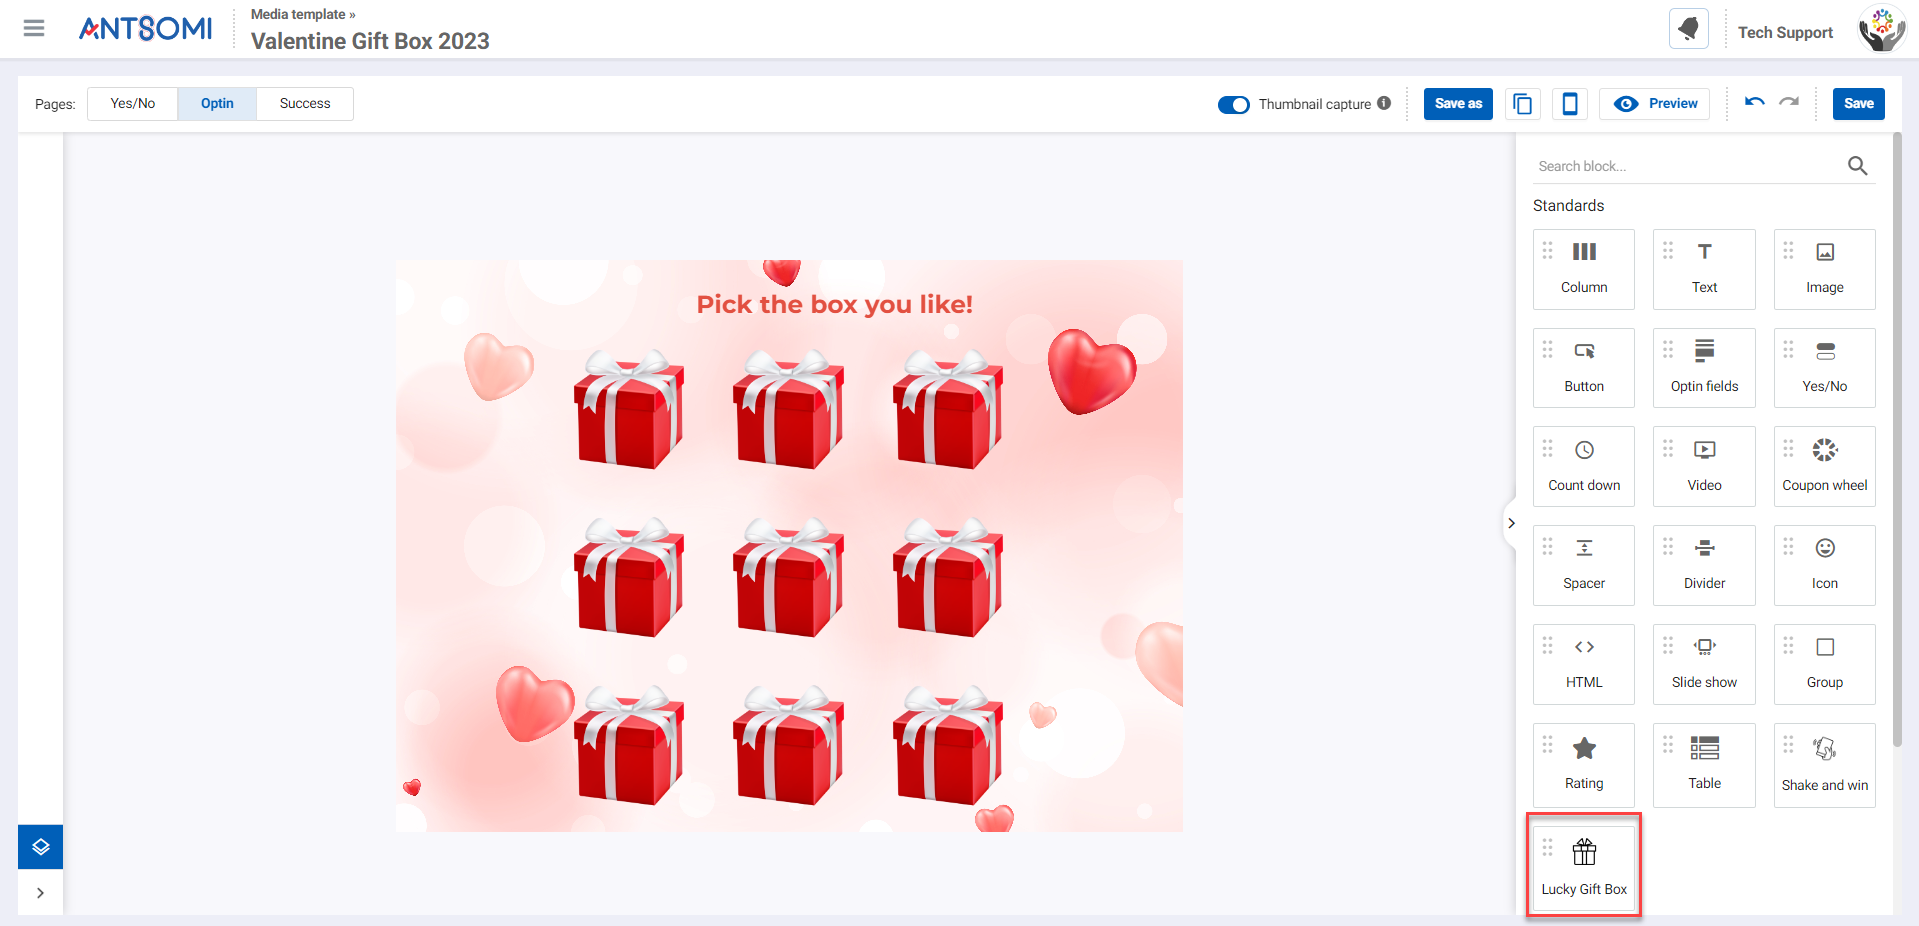 ANTSOMI
Media template »
Valentine Gift Box 2023
Tech Support
Pages:
Yes/No
Optin
Success
Thumbnail capture
Save as
Preview
Save
Search block...
Standards
Column
Text
Image
Button
Optin fields
Yes/No
Count down
Video
Coupon wheel
Spacer
Divider
Icon
HTML
Slide show
Group
Rating
Table
Shake and win
Lucky Gift Box
Pick the box you like!